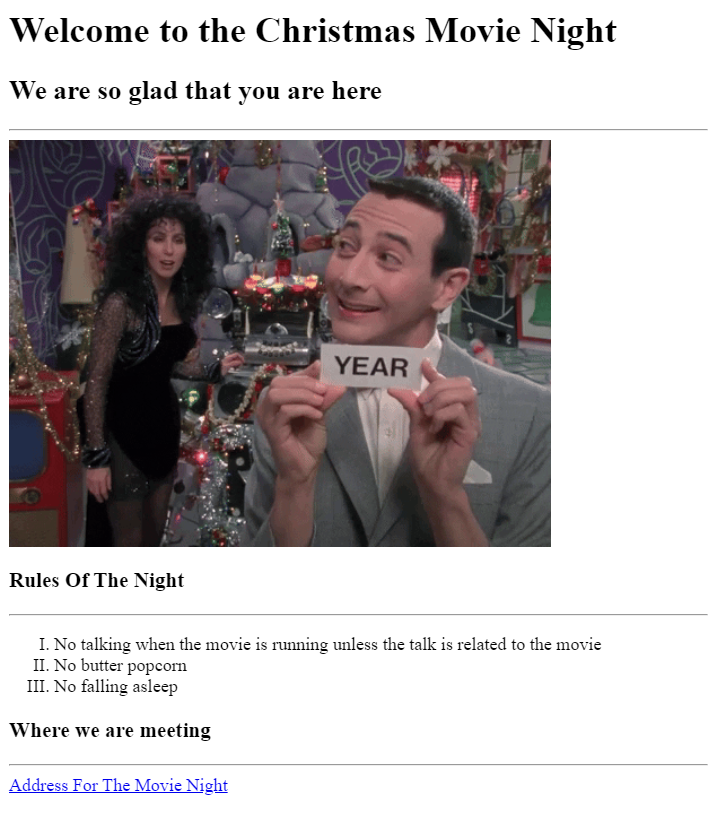 Welcome to the Christmas Movie Night
We are so glad that you are here
YEAR
Rules Of The Night
I. No talking when the movie is running unless the talk is related to the movie
II. No butter popcorn
III. No falling asleep
Where we are meeting
Address For The Movie Night